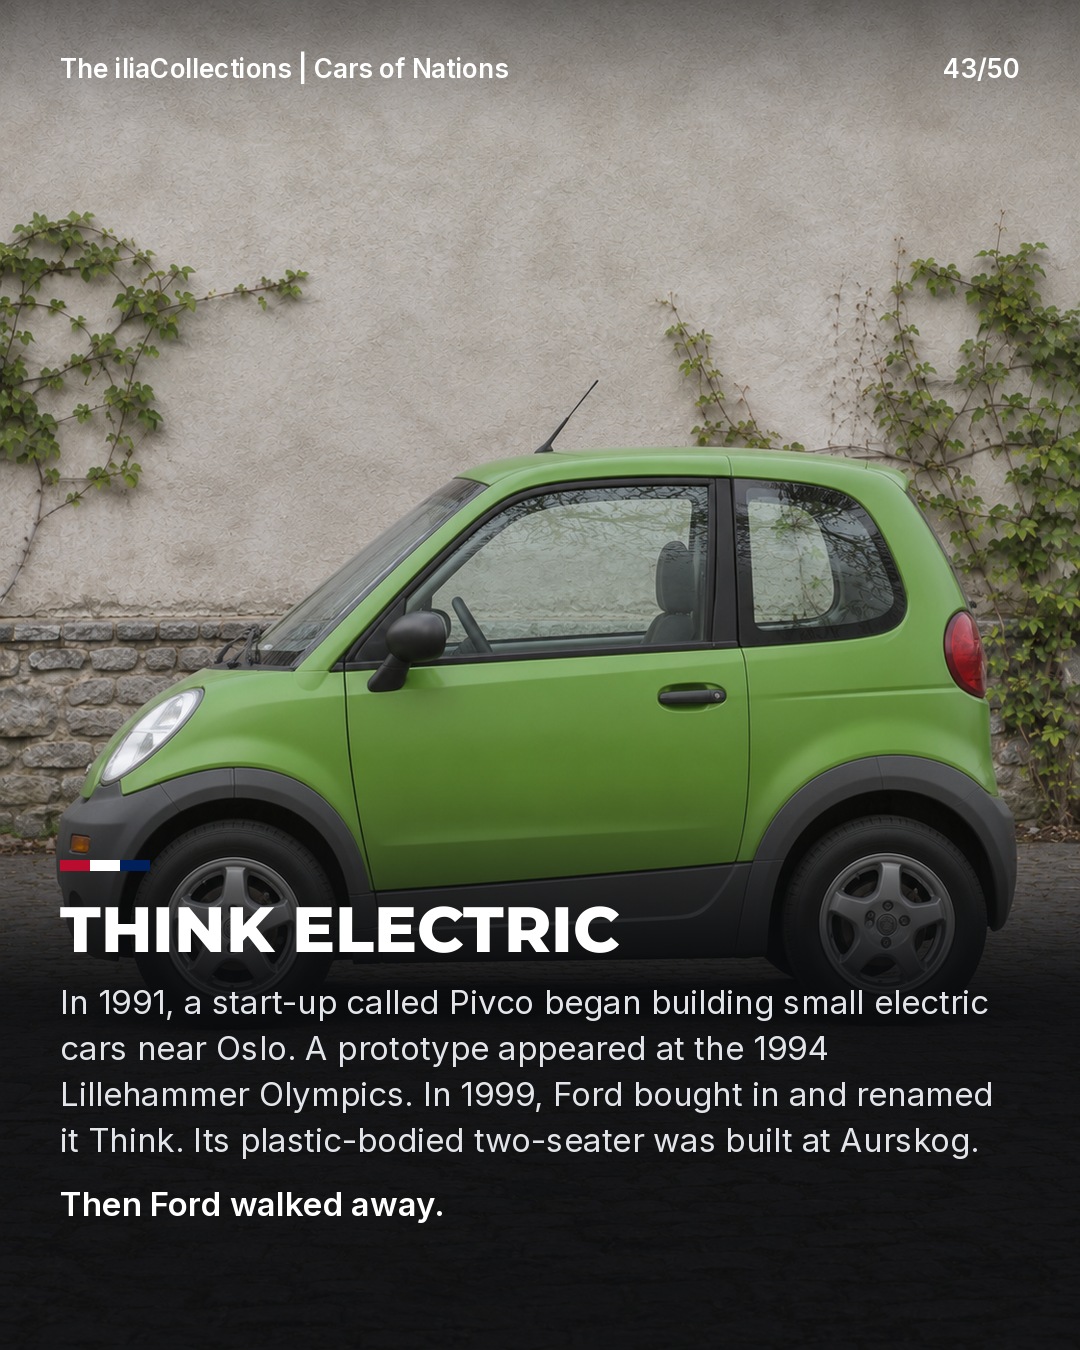 The iliaCollections | Cars of Nations
43/50
THINK ELECTRIC
In 1991, a start-up called Pivco began building small electric
cars near Oslo. A prototype appeared at the 1994
Lillehammer Olympics. In 1999, Ford bought in and renamed
it Think. Its plastic-bodied two-seater was built at Aurskog.
Then Ford walked away.